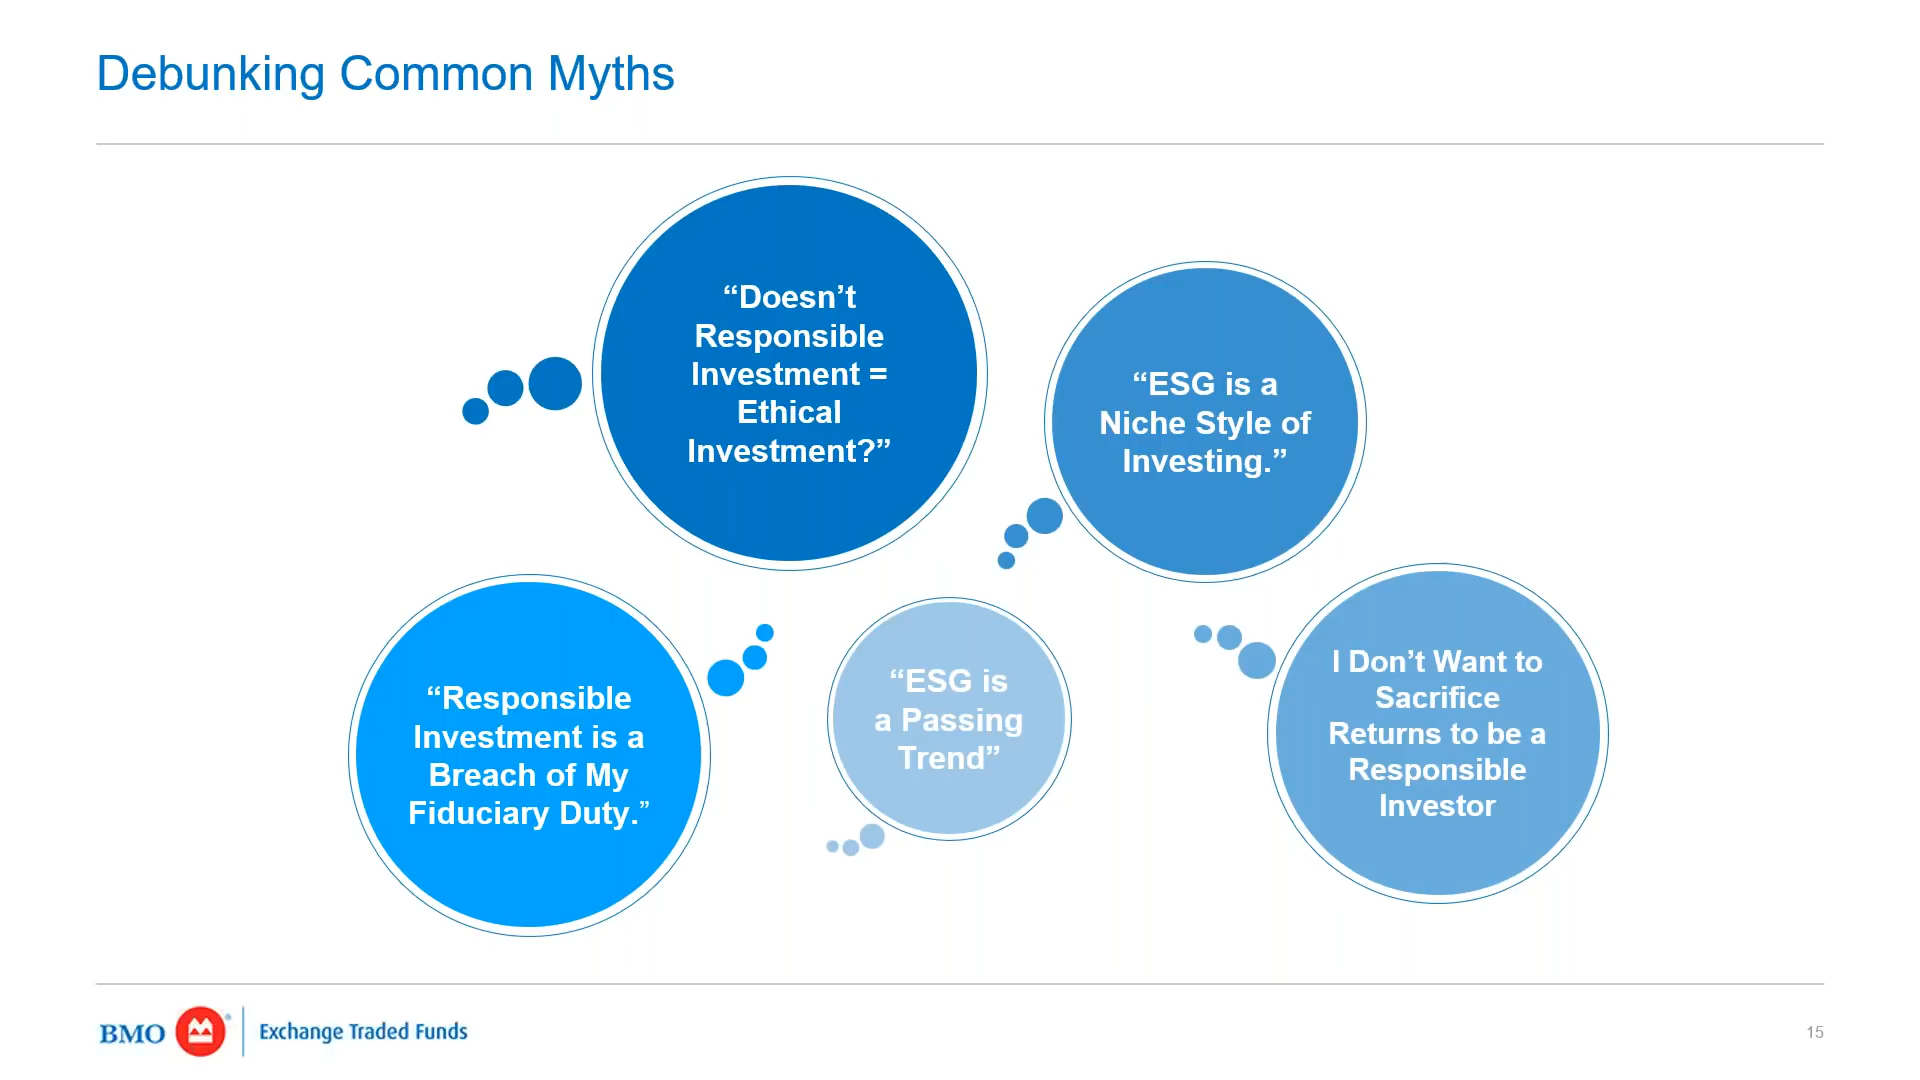 Debunking Common Myths
“Doesn’t
Responsible
Investment =
Ethical
Investment?”
“ESG is a
Niche Style of
Investing.”
“Responsible
Investment is a
Breach of My
Fiduciary Duty.”
“ESG is
a Passing
Trend”
I Don’t Want to
Sacrifice
Returns to be a
Responsible
Investor
BMO Exchange Traded Funds
15